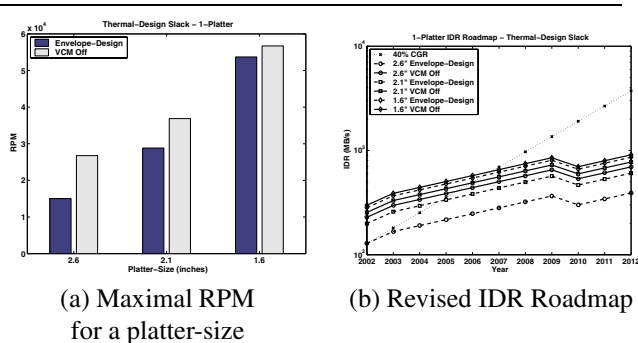 Thermal−Design Slack − 1−Platter
x 10^4
6
5
4
3
2
1
0
RPM
Envelope−Design
VCM Off
2.6
2.1
1.6
Platter−Size (inches)
(a) Maximal RPM
for a platter-size
1−Platter IDR Roadmap − Thermal−Design Slack
10^4
10^3
10^2
IDR (MB/s)
40% CGR
2.6" Envelope−Design
2.6" VCM Off
2.1" Envelope−Design
2.1" VCM Off
1.6" Envelope−Design
1.6" VCM Off
2002 2003 2004 2005 2006 2007 2008 2009 2010 2011 2012
Year
(b) Revised IDR Roadmap